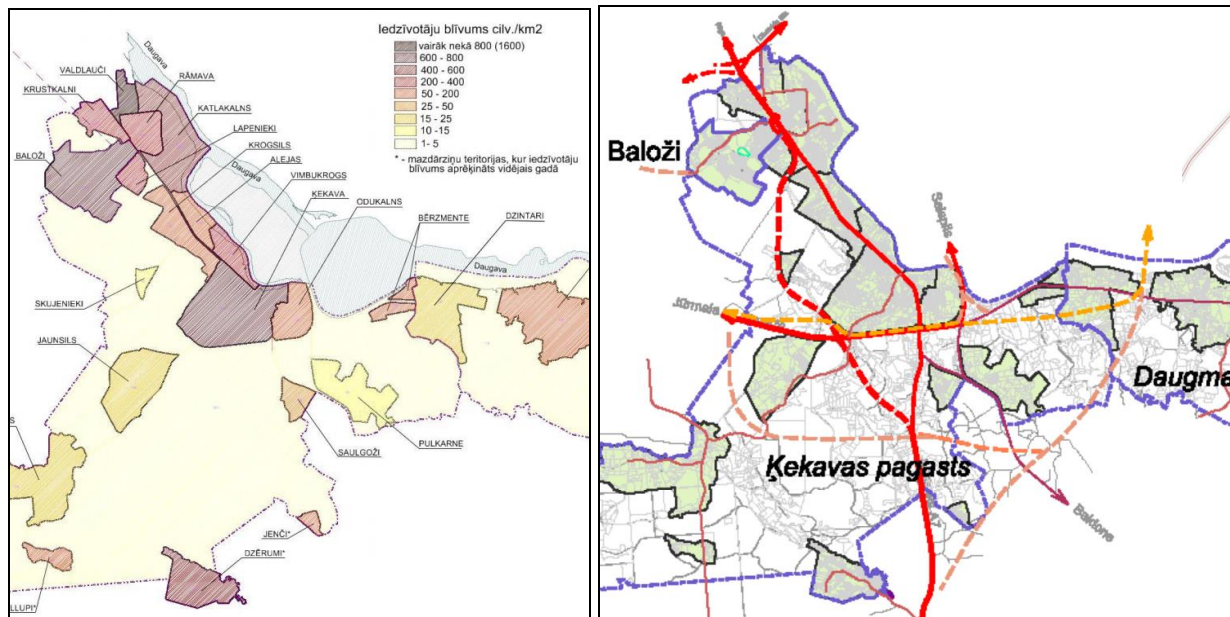 Iedzīvotāju blīvums cilv./km2
vairāk nekā 800 (1600)
600 - 800
400 - 600
200 - 400
50 - 200
25 - 50
15 - 25
10 -15
1- 5
* - mazdārziņu teritorijas, kur iedzīvotāju
blīvums aprēķināts vidējais gadā
Daugava
VALDLAUČI
RĀMAVA
KRUSTKALNI
KATLAKALNS
LAPENIEKI
KROGSILS
BALOŽI
ALEJAS
Daugava
VIMBUKROGS
ĶEKAVA
ODUKALNS
BĒRZMENTE
DZINTARI
Daugava
SKUJENIEKI
JAUNSILS
PULKARNE
SAULGOŽI
S
JENČI*
DZĒRUMI*
LLUPI*
Baloži
Salaspils
Daugma
Ķekavas pagasts
Baldone